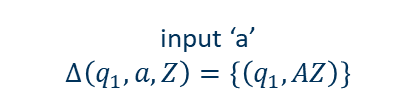 input ‘a’
Δ(q₁, a, Z) = {(q₁, AZ)}